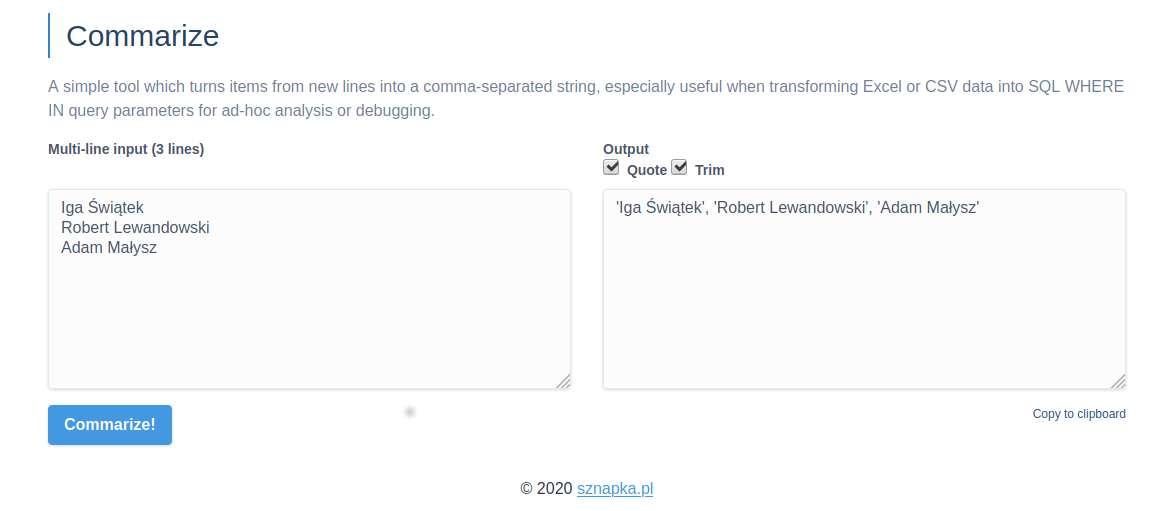 Commarize
A simple tool which turns items from new lines into a comma-separated string, especially useful when transforming Excel or CSV data into SQL WHERE
IN query parameters for ad-hoc analysis or debugging.
Multi-line input (3 lines)
Iga Świątek
Robert Lewandowski
Adam Małysz
Output
Quote Trim
'Iga Świątek', 'Robert Lewandowski', 'Adam Małysz'
Commarize!
Copy to clipboard
© 2020 sznapka.pl